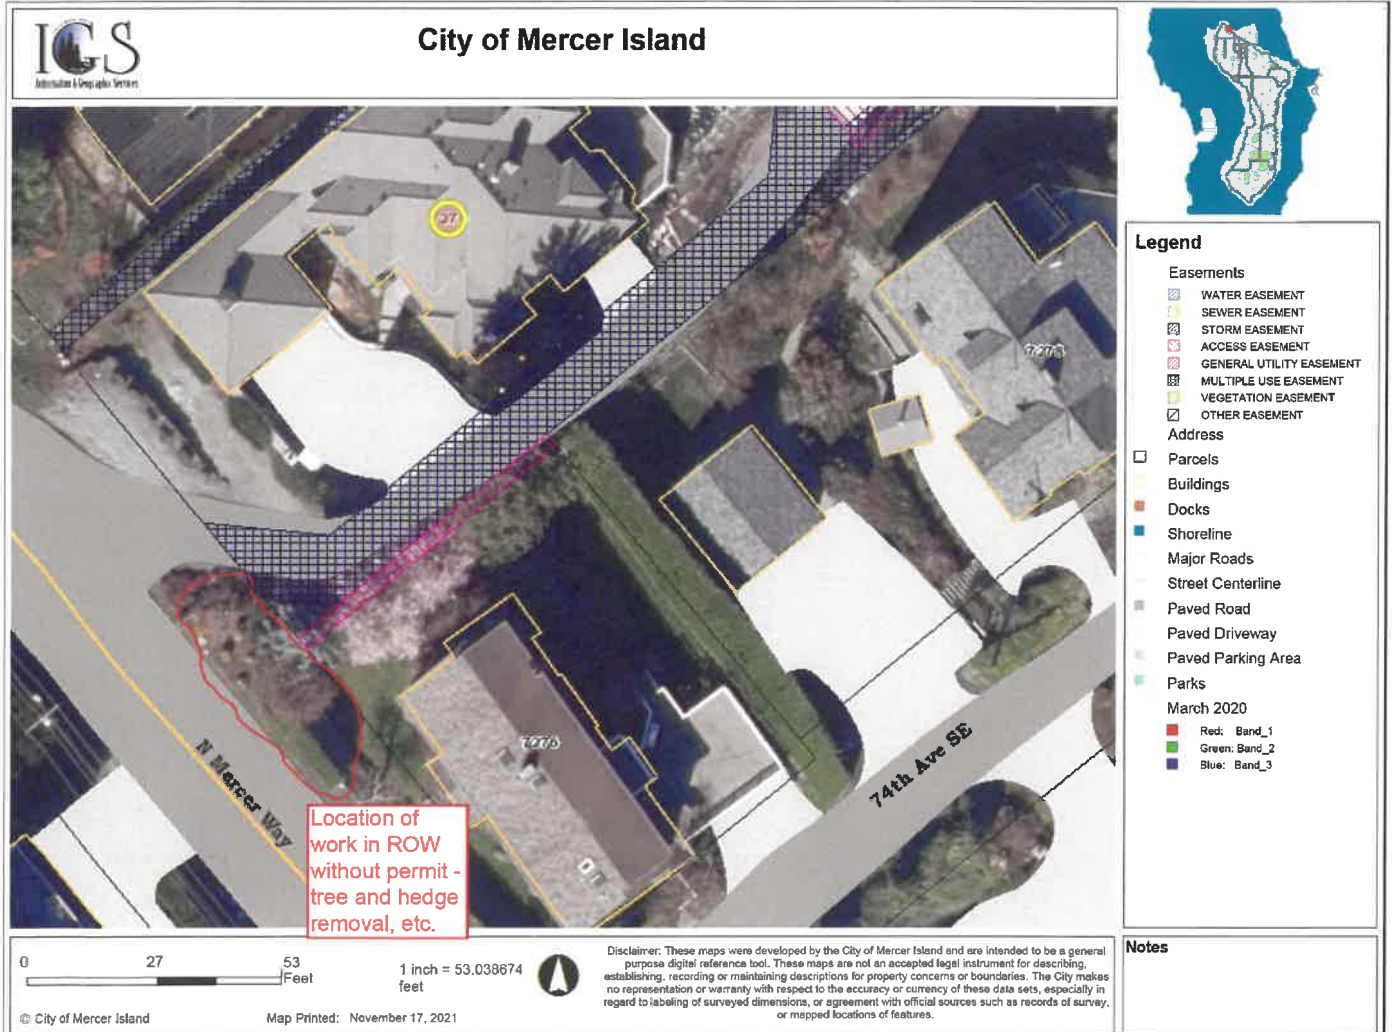 IGS
Information & Geographic Services
City of Mercer Island
27
7276
N Mercer Way
74th Ave SE
Location of
work in ROW
without permit -
tree and hedge
removal, etc.
Legend
Easements
WATER EASEMENT
SEWER EASEMENT
STORM EASEMENT
ACCESS EASEMENT
GENERAL UTILITY EASEMENT
MULTIPLE USE EASEMENT
VEGETATION EASEMENT
OTHER EASEMENT
Address
Parcels
Buildings
Docks
Shoreline
Major Roads
Street Centerline
Paved Road
Paved Driveway
Paved Parking Area
Parks
March 2020
Red: Band_1
Green: Band_2
Blue: Band_3
Notes
0 27 53
Feet
1 inch = 53.038674
feet
© City of Mercer Island
Map Printed: November 17, 2021
Disclaimer: These maps were developed by the City of Mercer Island and are intended to be a general
purpose digital reference tool. These maps are not an accepted legal instrument for describing,
establishing, recording or maintaining descriptions for property concerns or boundaries. The City makes
no representation or warranty with respect to the accuracy or currency of these data sets, especially in
regard to labeling of surveyed dimensions, or agreement with official sources such as records of survey,
or mapped locations of features.